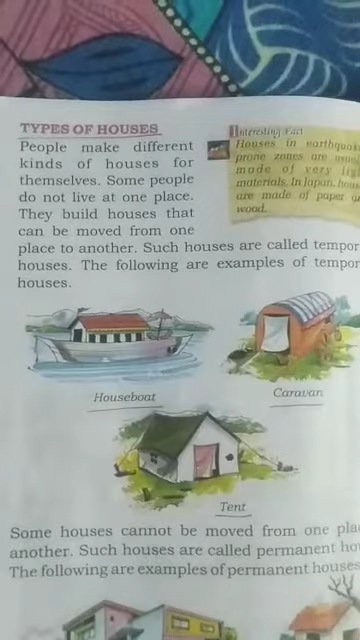 TYPES OF HOUSES
People make different
kinds of houses for
themselves. Some people
do not live at one place.
They build houses that
can be moved from one
place to another. Such houses are called tempor
houses. The following are examples of tempor
houses.
Interesting Fact
Houses in earthquak
prone zones are
made of very lig
materials. In Japan, hous
are made of paper o
wood.
Houseboat
Caravan
Tent
Some houses cannot be moved from one pla
another. Such houses are called permanent ho
The following are examples of permanent houses